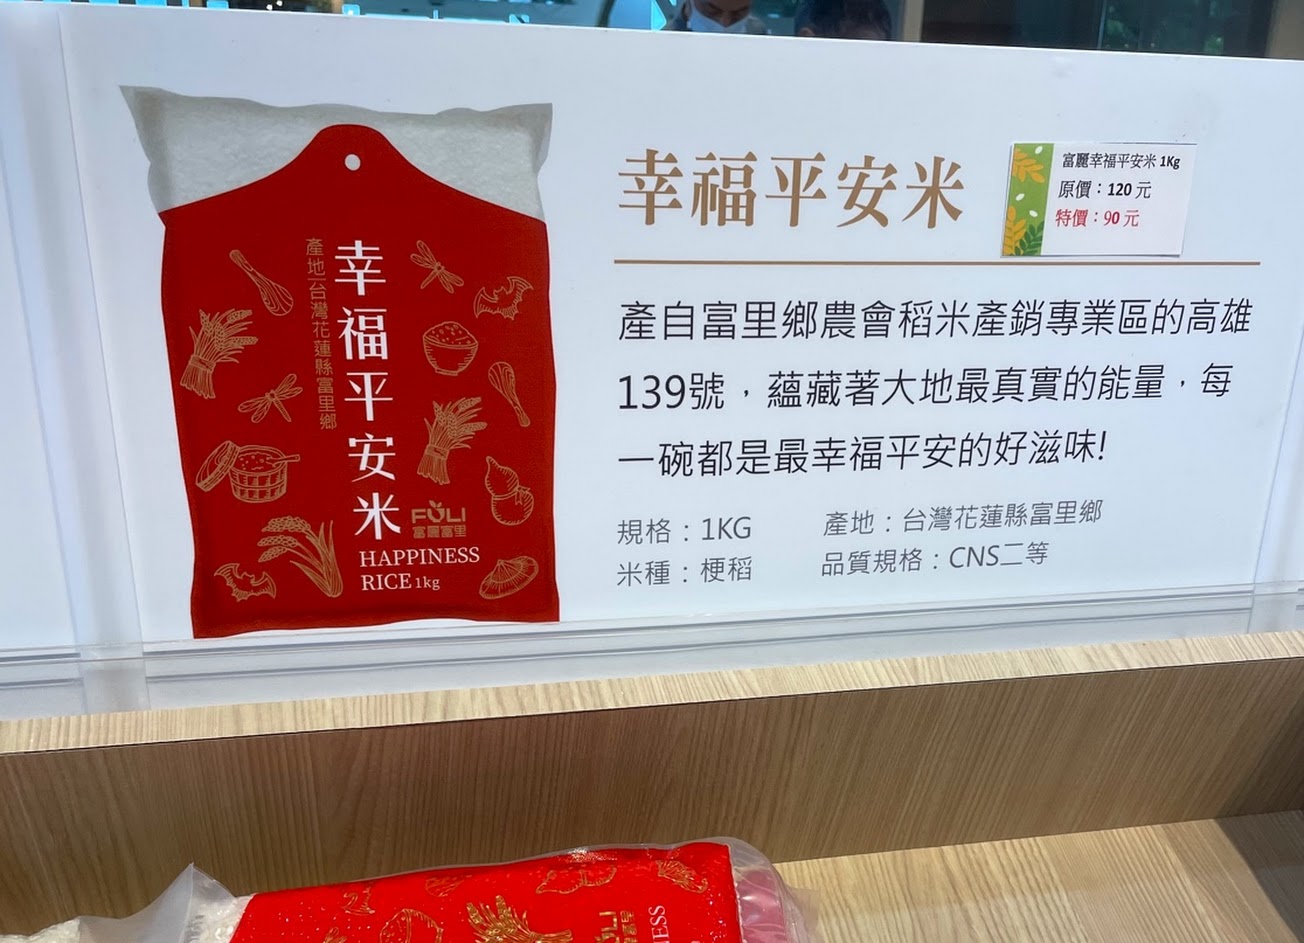 幸福平安米
產地|台灣花蓮縣富里鄉
FULI
富麗富里
HAPPINESS
RICE 1kg
幸福平安米
富麗幸福平安米 1Kg
原價：120 元
特價：90 元
產自富里鄉農會稻米產銷專業區的高雄
139號，蘊藏著大地最真實的能量，每
一碗都是最幸福平安的好滋味!
規格：1KG
產地：台灣花蓮縣富里鄉
米種：梗稻
品質規格：CNS二等